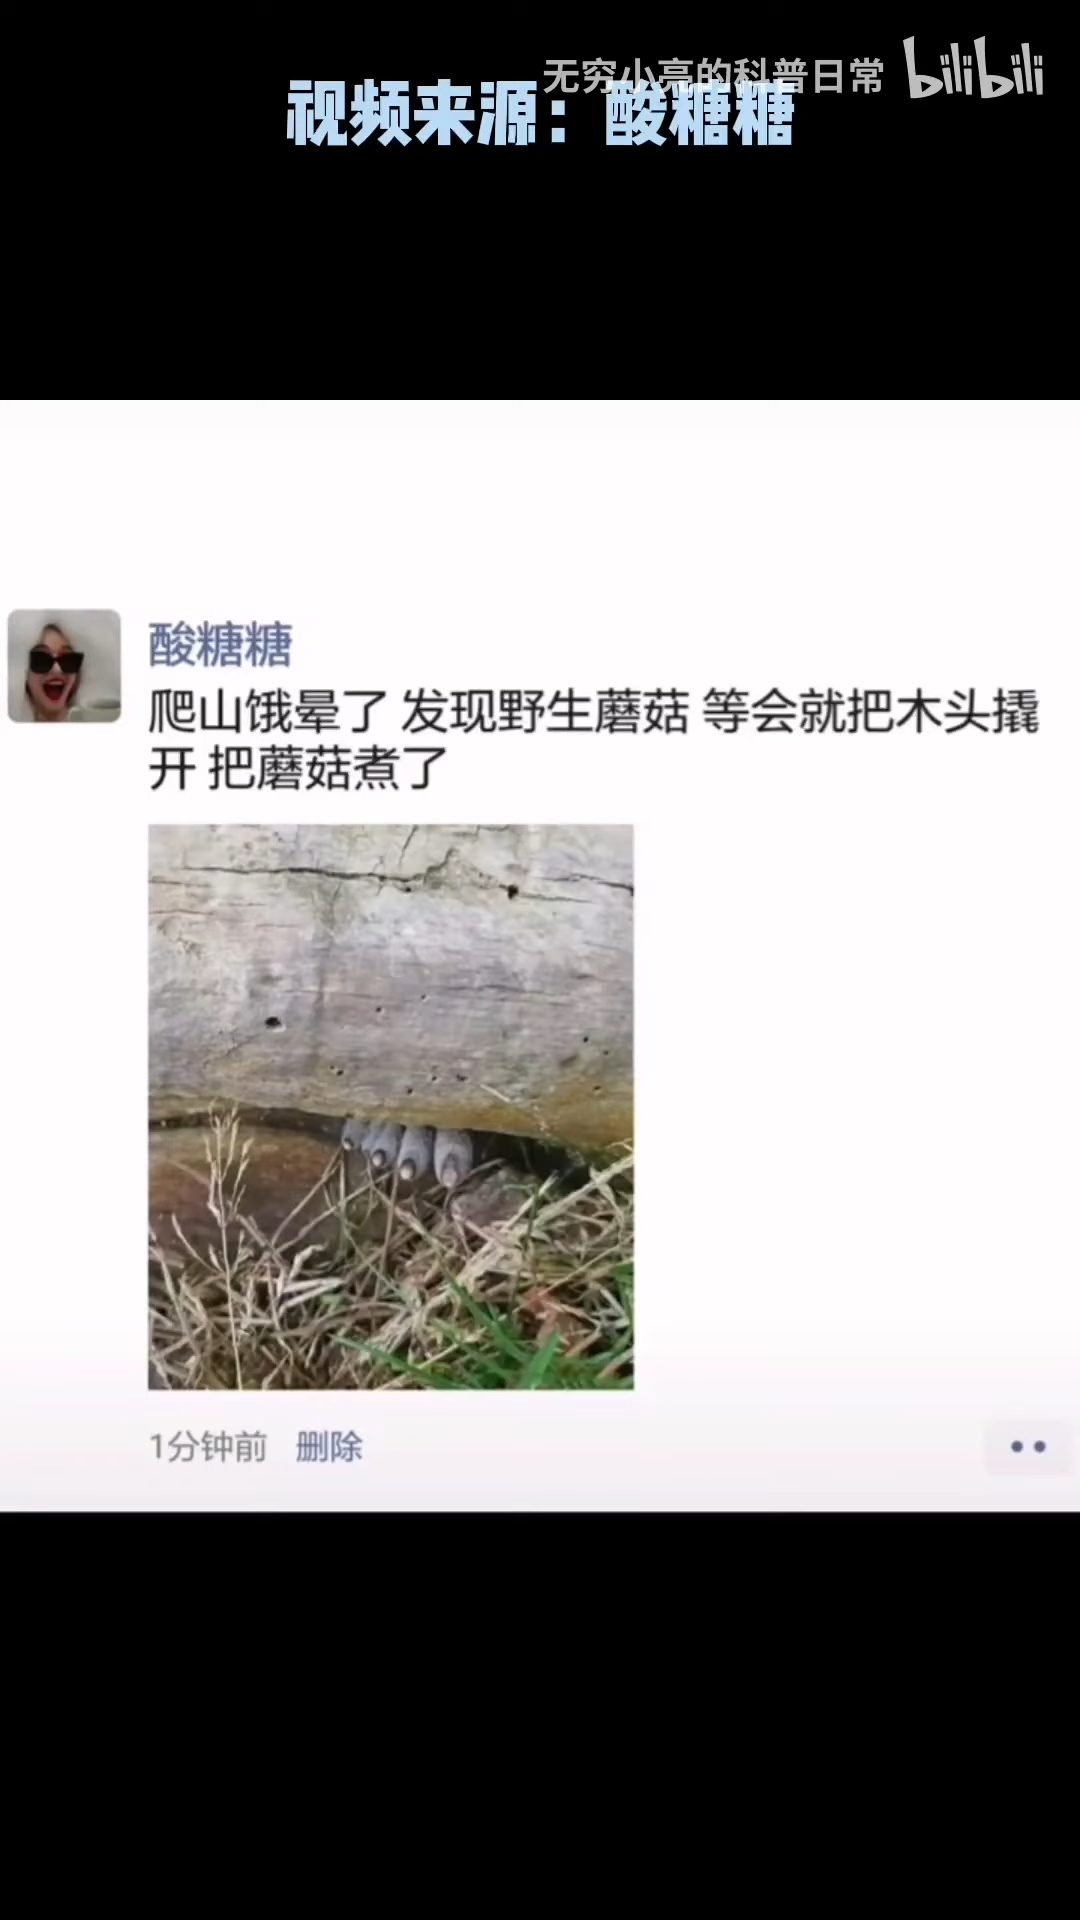 无穷小亮的科普日常 bilibili
视频来源：酸糖糖
酸糖糖
爬山饿晕了 发现野生蘑菇 等会就把木头撬
开 把蘑菇煮了
1分钟前 删除